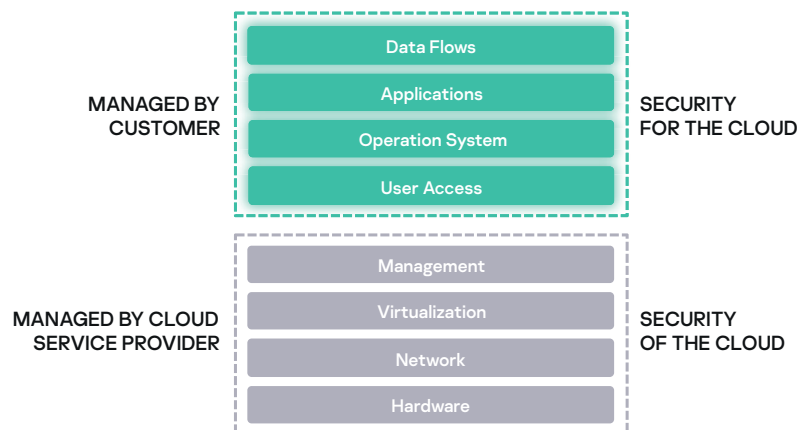 Data Flows
Applications
Operation System
User Access
MANAGED BY
CUSTOMER
SECURITY
FOR THE CLOUD
Management
Virtualization
Network
Hardware
MANAGED BY CLOUD
SERVICE PROVIDER
SECURITY
OF THE CLOUD